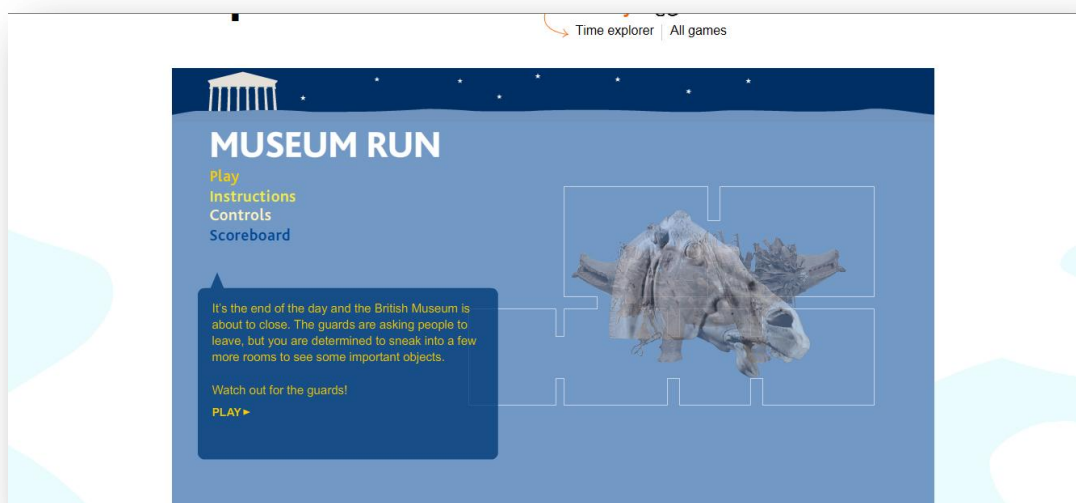 Time explorer | All games
MUSEUM RUN
Play
Instructions
Controls
Scoreboard
It's the end of the day and the British Museum is
about to close. The guards are asking people to
leave, but you are determined to sneak into a few
more rooms to see some important objects.
Watch out for the guards!
PLAY►